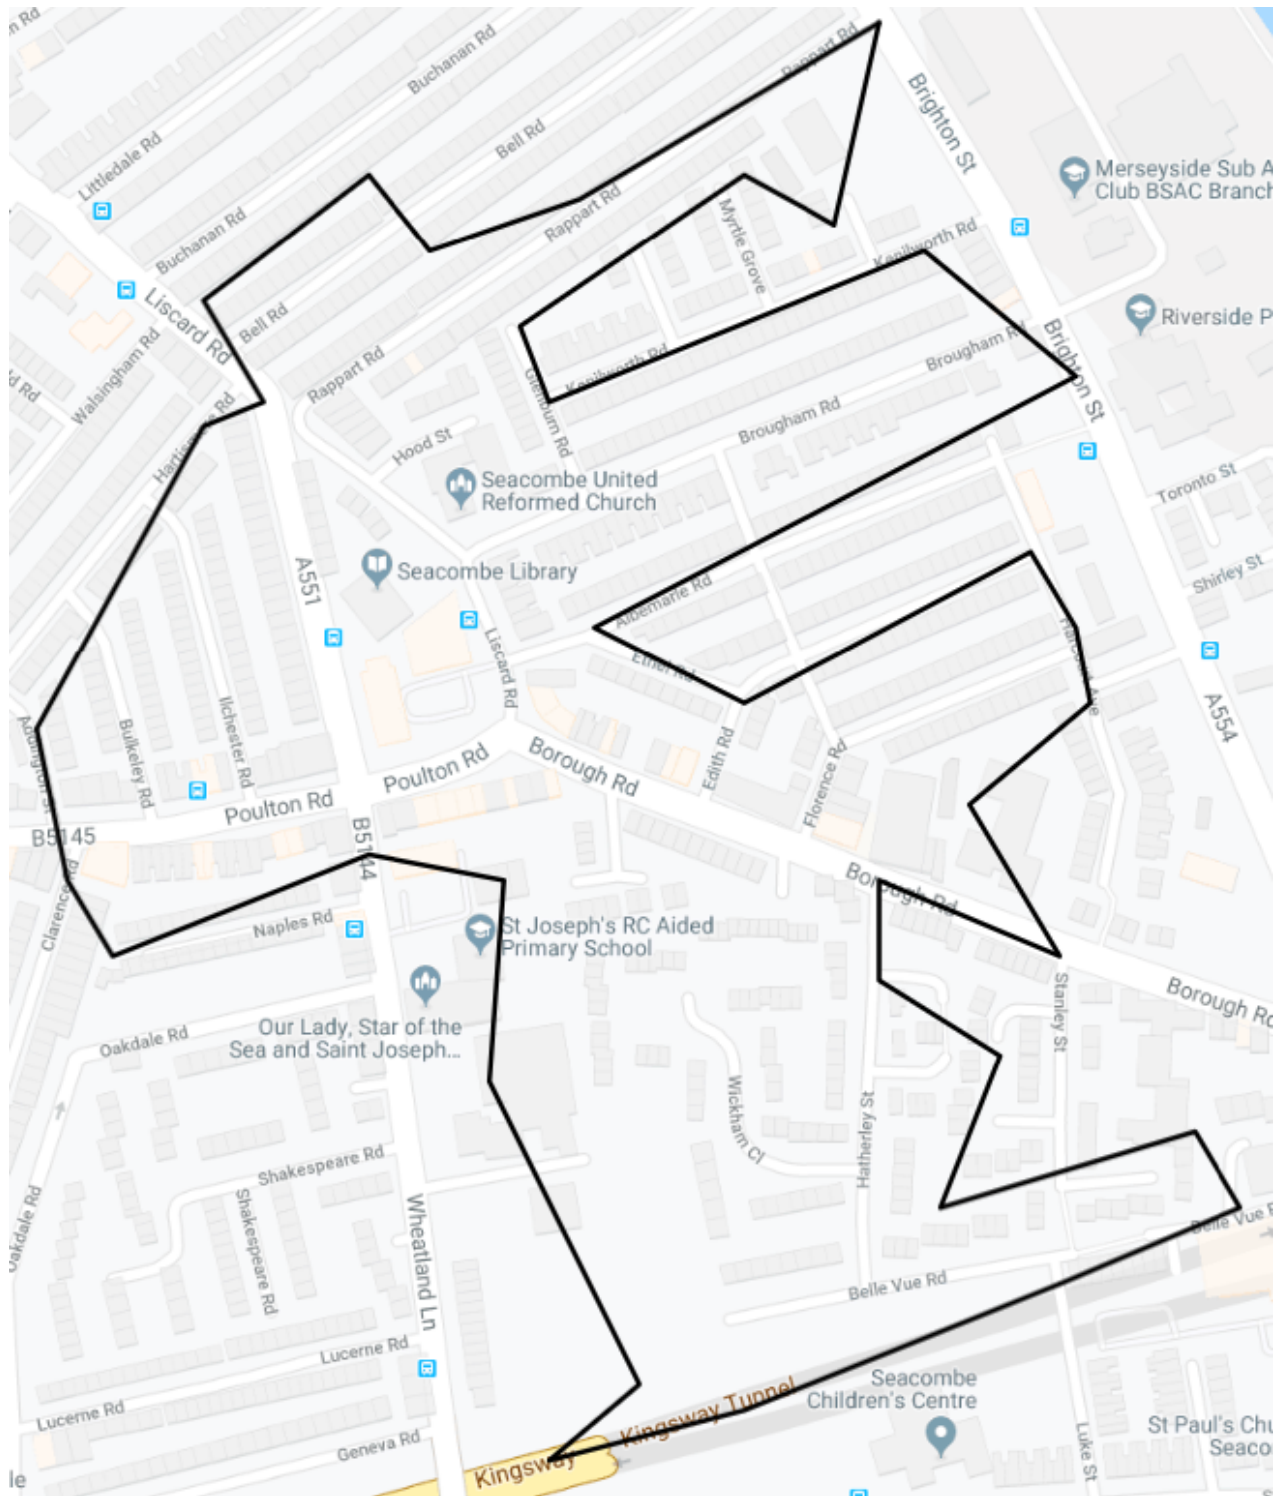 Rappart Rd
Buchanan Rd
Brighton St
Bell Rd
Littledale Rd
Merseyside Sub A
Club BSAC Branch
Buchanan Rd
Rappart Rd
Myrtle Grove
Kenilworth Rd
Liscard Rd
Bell Rd
Riverside P
Walsingham Rd
Rappart Rd
Kenilworth Rd
Brougham Rd
Brighton St
Glenburn Rd
Hood St
Brougham Rd
Seacombe United
Reformed Church
Toronto St
A551
Seacombe Library
Shirley St
Albemarle Rd
Liscard Rd
Ethel Rd
Harcourt Ave
A554
Bulkeley Rd
Ilchester Rd
Edith Rd
Florence Rd
Borough Rd
Poulton Rd
Poulton Rd
B5145
B5144
Clarence Rd
Naples Rd
Borough Rd
St Joseph's RC Aided
Primary School
Stanley St
Borough Rd
Our Lady, Star of the
Sea and Saint Joseph...
Oakdale Rd
Wickham Cl
Hatherley St
Shakespeare Rd
Shakespeare Rd
Oakdale Rd
Wheatland Ln
Belle Vue Rd
Belle Vue R
Lucerne Rd
Lucerne Rd
Geneva Rd
Kingsway Tunnel
Kingsway
Seacombe
Children's Centre
Luke St
St Paul's Chu
Seaco
le